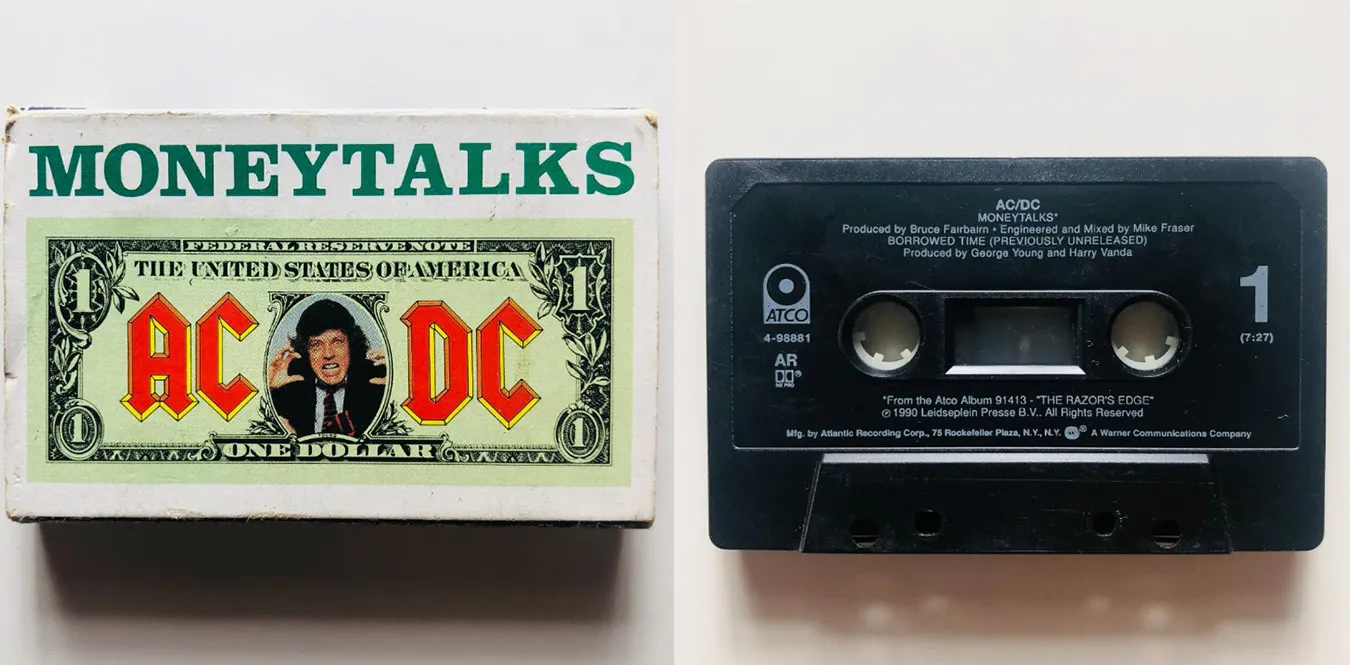 MONEYTALKS
FEDERAL RESERVE NOTE
THE UNITED STATES OF AMERICA
1 1
AC DC
1 1
ONE DOLLAR
AC/DC
MONEYTALKS*
Produced by Bruce Fairbairn • Engineered and Mixed by Mike Fraser
BORROWED TIME (PREVIOUSLY UNRELEASED)
Produced by George Young and Harry Vanda
ATCO
1
4-98881
(7:27)
AR
HX PRO
*From the Atco Album 91413 - "THE RAZOR'S EDGE"
℗ 1990 Leidseplein Presse B.V.. All Rights Reserved
Mfg. by Atlantic Recording Corp., 75 Rockefeller Plaza, N.Y., N.Y. ® A Warner Communications Company